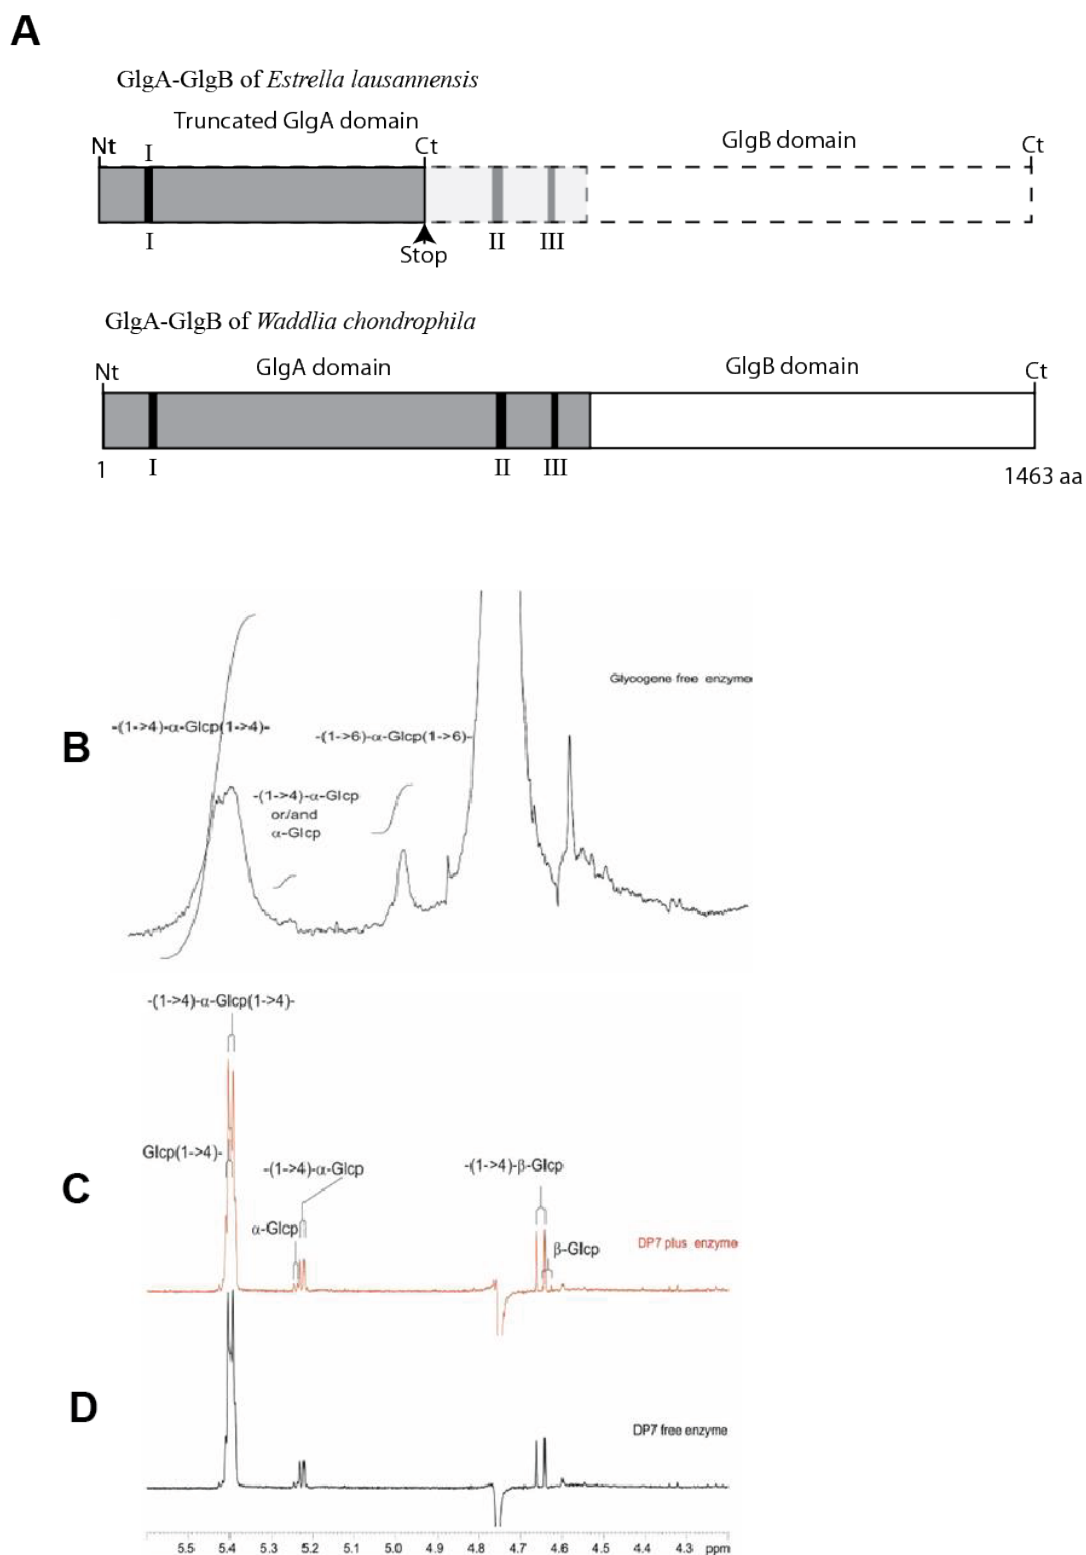 A
GlgA-GlgB of Estrella lausannensis
Truncated GlgA domain
GlgB domain
Nt
I
Ct
Ct
I
II
III
Stop
GlgA-GlgB of Waddlia chondrophila
GlgA domain
GlgB domain
Nt
Ct
1
I
II
III
1463 aa
B
Glycogene free enzyme
-(1->4)-α-Glcp(1->4)-
-(1->6)-α-Glcp(1->6)-
-(1->4)-α-Glcp
or/and
α-Glcp
-(1->4)-α-Glcp(1->4)-
C
Glcp(1->4)-
-(1->4)-α-Glcp
-(1->4)-β-Glcp
α-Glcp
β-Glcp
DP7 plus enzyme
D
DP7 free enzyme
5.5 5.4 5.3 5.2 5.1 5.0 4.9 4.8 4.7 4.6 4.5 4.4 4.3 ppm